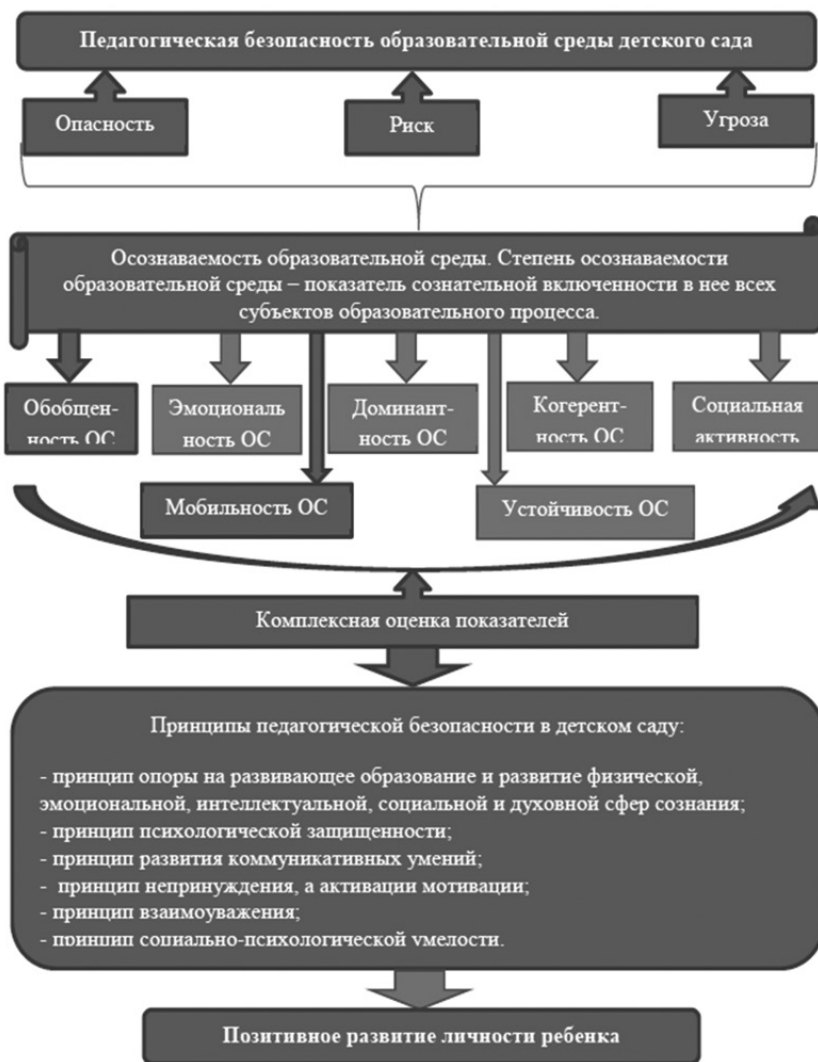 Педагогическая безопасность образовательной среды детского сада
Опасность
Риск
Угроза
Осознаваемость образовательной среды. Степень осознаваемости
образовательной среды – показатель сознательной включенности в нее всех
субъектов образовательного процесса.
Обобщен-
ность ОС
Эмоциональ
ность ОС
Доминант-
ность ОС
Когерент-
ность ОС
Социальная
активность
Мобильность ОС
Устойчивость ОС
Комплексная оценка показателей
Принципы педагогической безопасности в детском саду:
- принцип опоры на развивающее образование и развитие физической,
эмоциональной, интеллектуальной, социальной и духовной сфер сознания;
- принцип психологической защищенности;
- принцип развития коммуникативных умений;
- принцип непринуждения, а активации мотивации;
- принцип взаимоуважения;
- принцип социально-психологической умелости.
Позитивное развитие личности ребенка